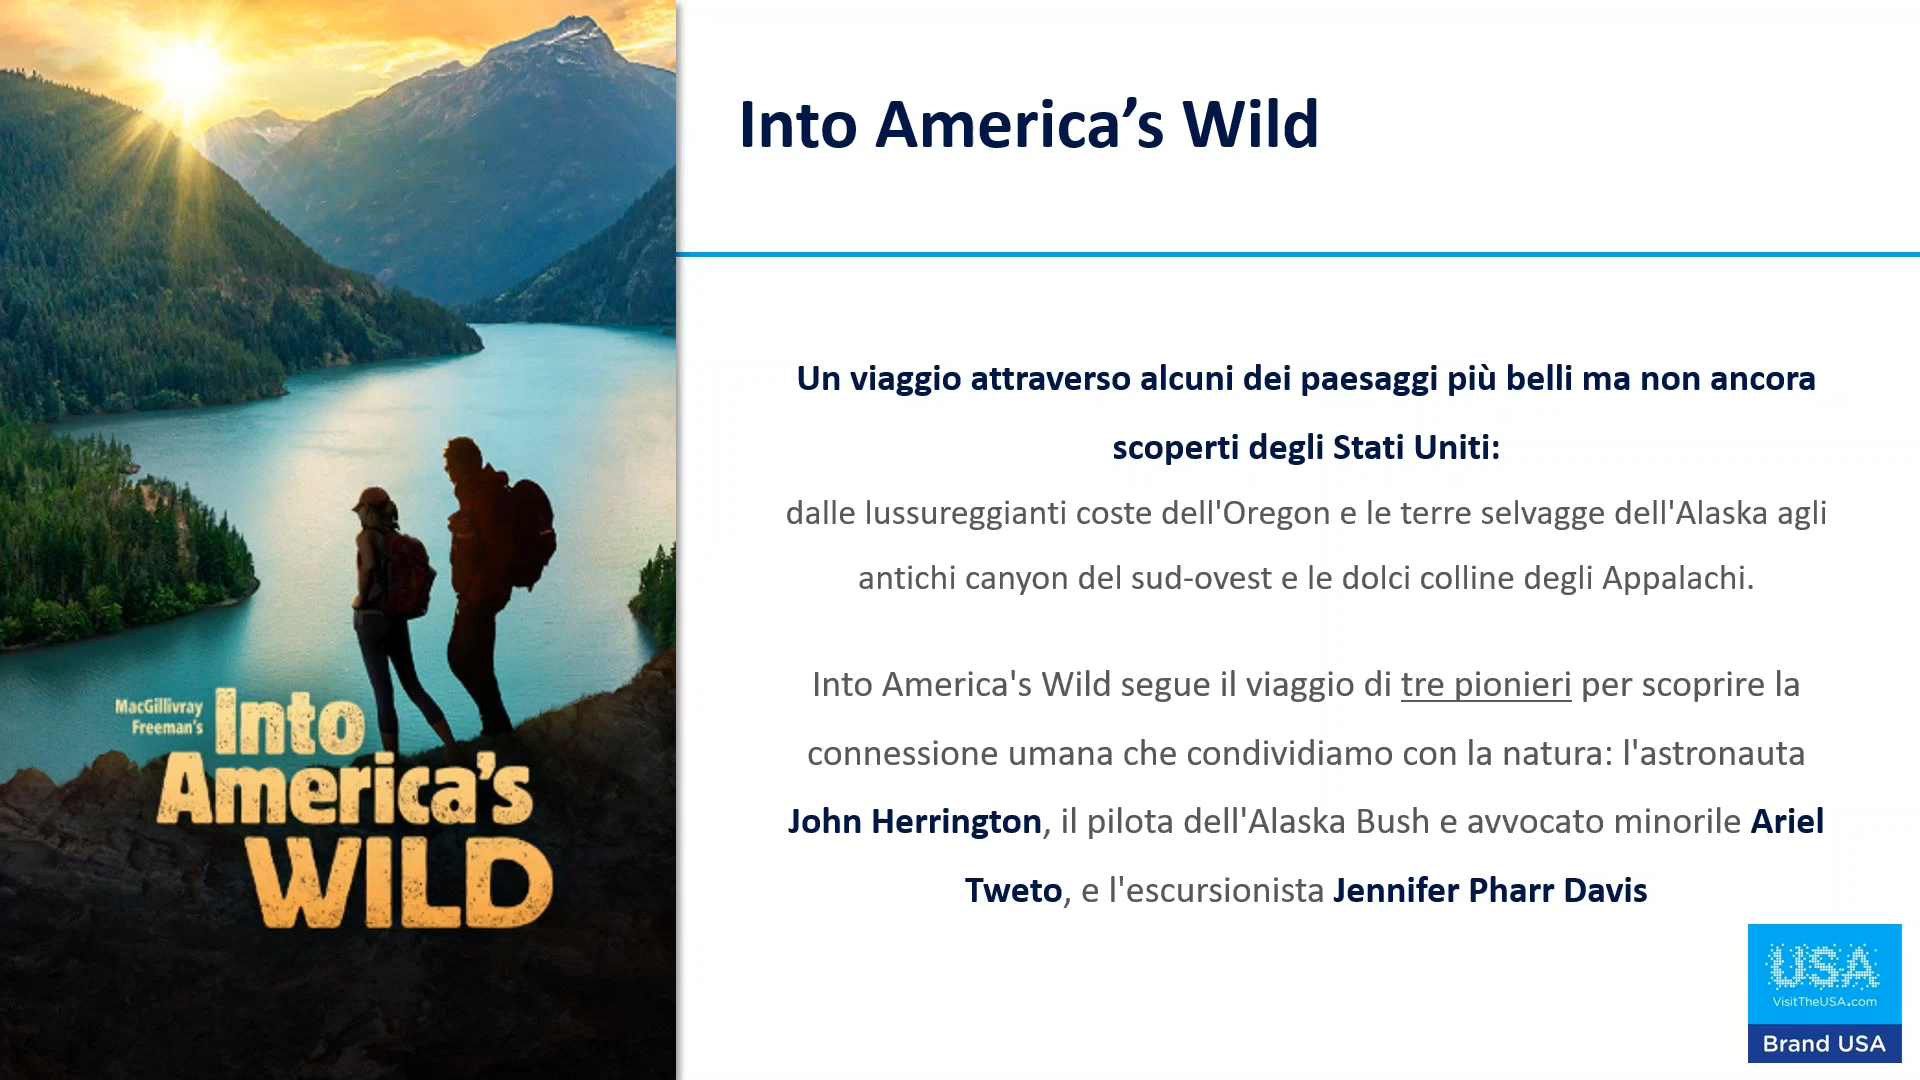 MacGillivray
Freeman's
Into
America's
WILD
Into America’s Wild
Un viaggio attraverso alcuni dei paesaggi più belli ma non ancora
scoperti degli Stati Uniti:
dalle lussureggianti coste dell'Oregon e le terre selvagge dell'Alaska agli
antichi canyon del sud-ovest e le dolci colline degli Appalachi.
Into America's Wild segue il viaggio di tre pionieri per scoprire la
connessione umana che condividiamo con la natura: l'astronauta
John Herrington, il pilota dell'Alaska Bush e avvocato minorile Ariel
Tweto, e l'escursionista Jennifer Pharr Davis
USA
VisitTheUSA.com
Brand USA